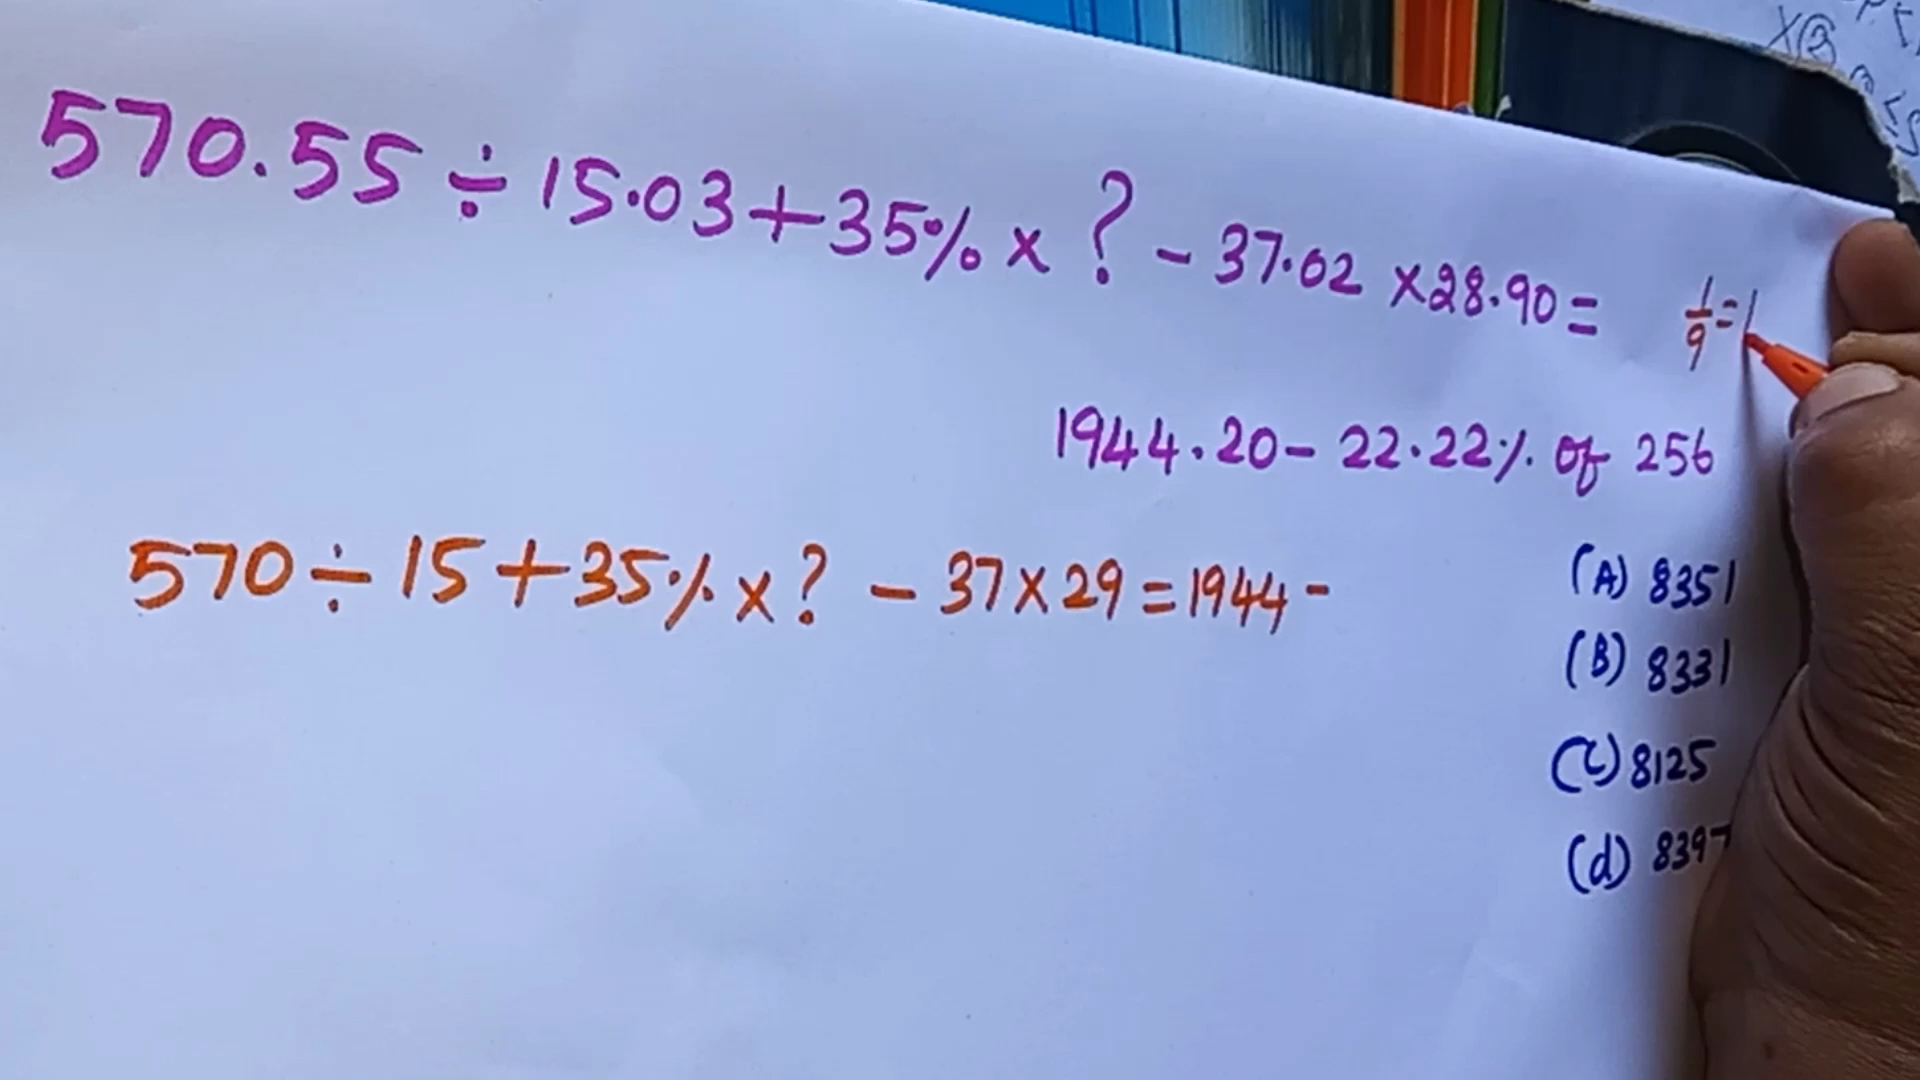 570.55 ÷ 15.03 + 35% × ? - 37.02 × 28.90 =
1/9 = 1
1944.20 - 22.22% of 256
570 ÷ 15 + 35% × ? - 37 × 29 = 1944 -
(A) 8351
(B) 8331
(C) 8125
(d) 8397